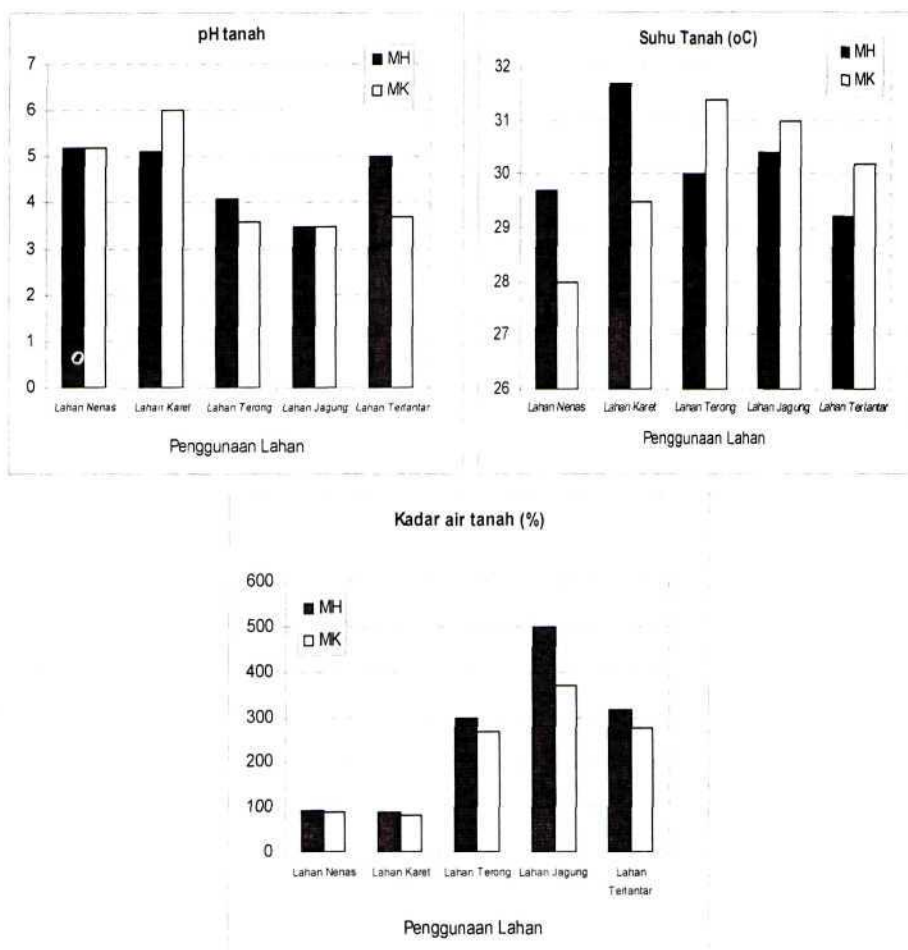 pH tanah
7
6
5
4
3
2
1
0
MH
MK
Lahan Nenas Lahan Karet Lahan Terong Lahan Jagung Lahan Terlantar
Penggunaan Lahan
Suhu Tanah (oC)
32
31
30
29
28
27
26
MH
MK
Lahan Nenas Lahan Karet Lahan Terong Lahan Jagung Lahan Terlantar
Penggunaan Lahan
Kadar air tanah (%)
600
500
400
300
200
100
0
MH
MK
Lahan Nenas Lahan Karet Lahan Terong Lahan Jagung Lahan
Terlantar
Penggunaan Lahan